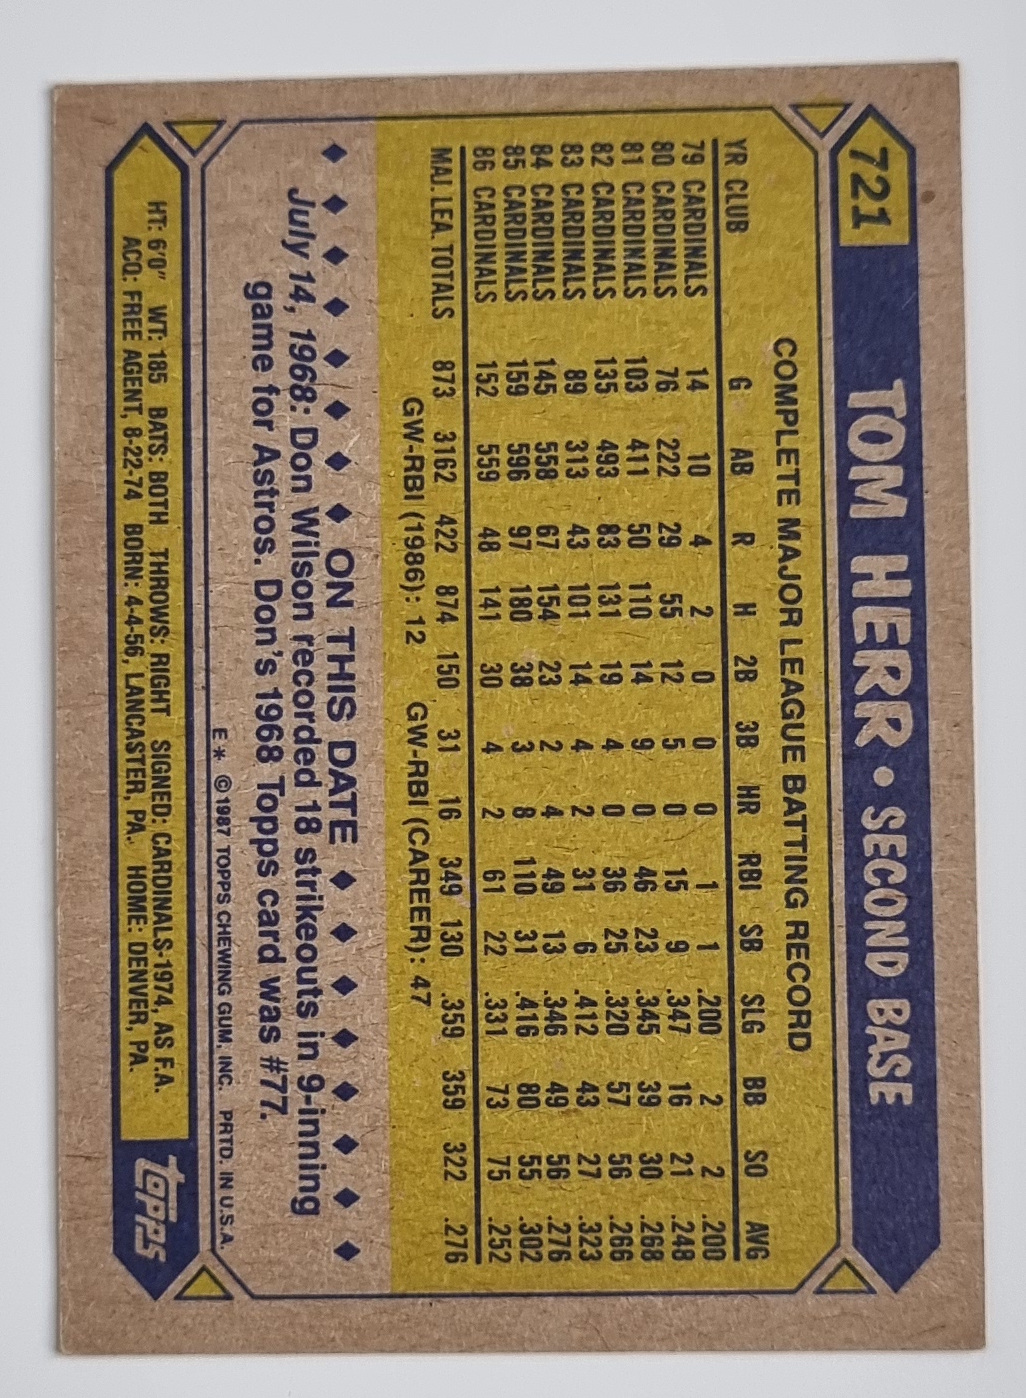 721 TOM HERR • SECOND BASE
COMPLETE MAJOR LEAGUE BATTING RECORD
YR CLUB G AB R H 2B 3B HR RBI SB SLG BB SO AVG
79 CARDINALS 14 10 4 2 0 0 0 1 1 .200 2 2 .200
80 CARDINALS 76 222 29 55 12 5 0 15 9 .347 16 21 .248
81 CARDINALS 103 411 50 110 14 9 0 46 23 .345 39 30 .268
82 CARDINALS 135 493 83 131 19 4 0 36 25 .320 57 56 .266
83 CARDINALS 89 313 43 101 14 4 2 31 6 .412 43 27 .323
84 CARDINALS 145 558 67 154 23 2 4 49 13 .346 49 56 .276
85 CARDINALS 159 596 97 180 38 3 8 110 31 .416 80 55 .302
86 CARDINALS 152 559 48 141 30 4 2 61 22 .331 73 75 .252
MAJ. LEA. TOTALS 873 3162 422 874 150 31 16 349 130 .359 359 322 .276
GW-RBI (1986): 12 GW-RBI (CAREER): 47
ON THIS DATE
July 14, 1968: Don Wilson recorded 18 strikeouts in 9-inning
game for Astros. Don's 1968 Topps card was #77.
E* ©1987 TOPPS CHEWING GUM, INC. PRTD. IN U.S.A.
HT: 6'0" WT: 185 BATS: BOTH THROWS: RIGHT SIGNED: CARDINALS-1974, AS F.A.
ACQ: FREE AGENT, 8-22-74 BORN: 4-4-56, LANCASTER, PA. HOME: DENVER, PA.
topps